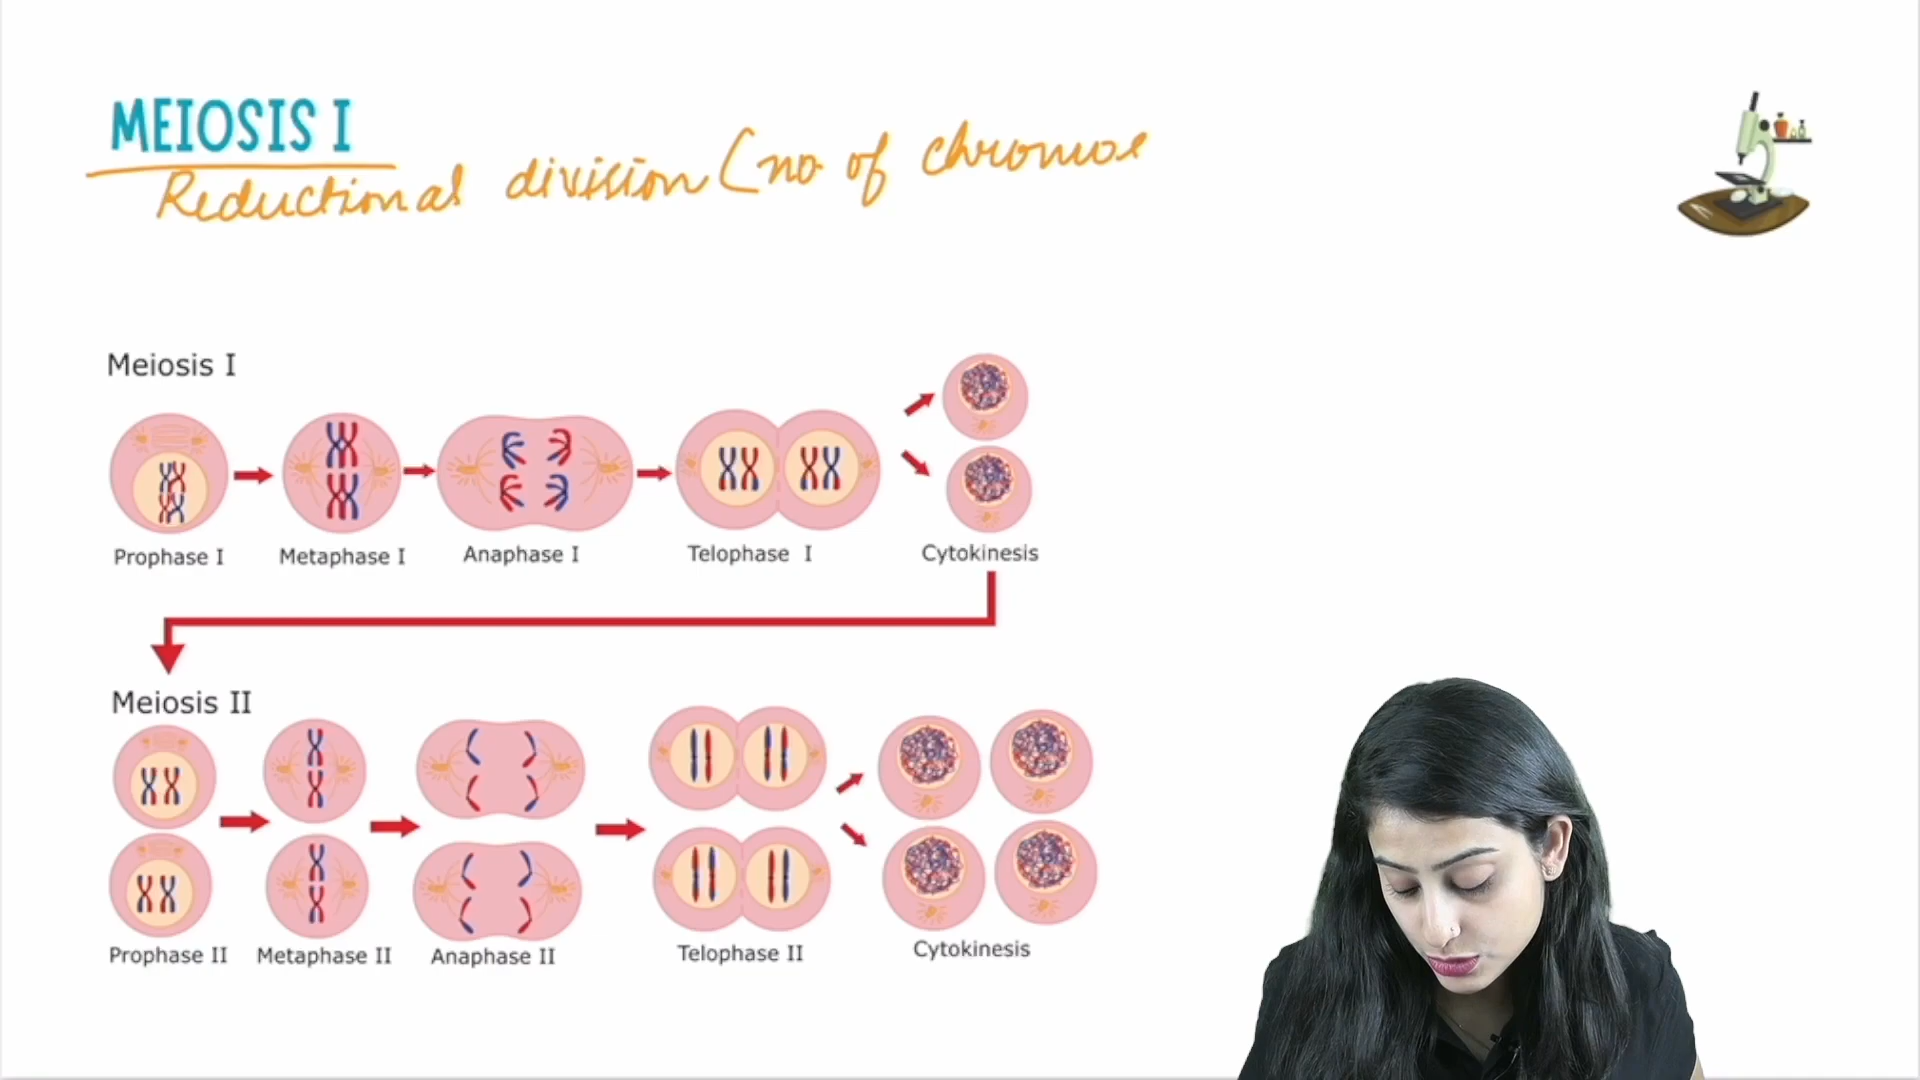 MEIOSIS I
Reductional division (no. of chromos
Meiosis I
Prophase I
Metaphase I
Anaphase I
Telophase I
Cytokinesis
Meiosis II
Prophase II
Metaphase II
Anaphase II
Telophase II
Cytokinesis